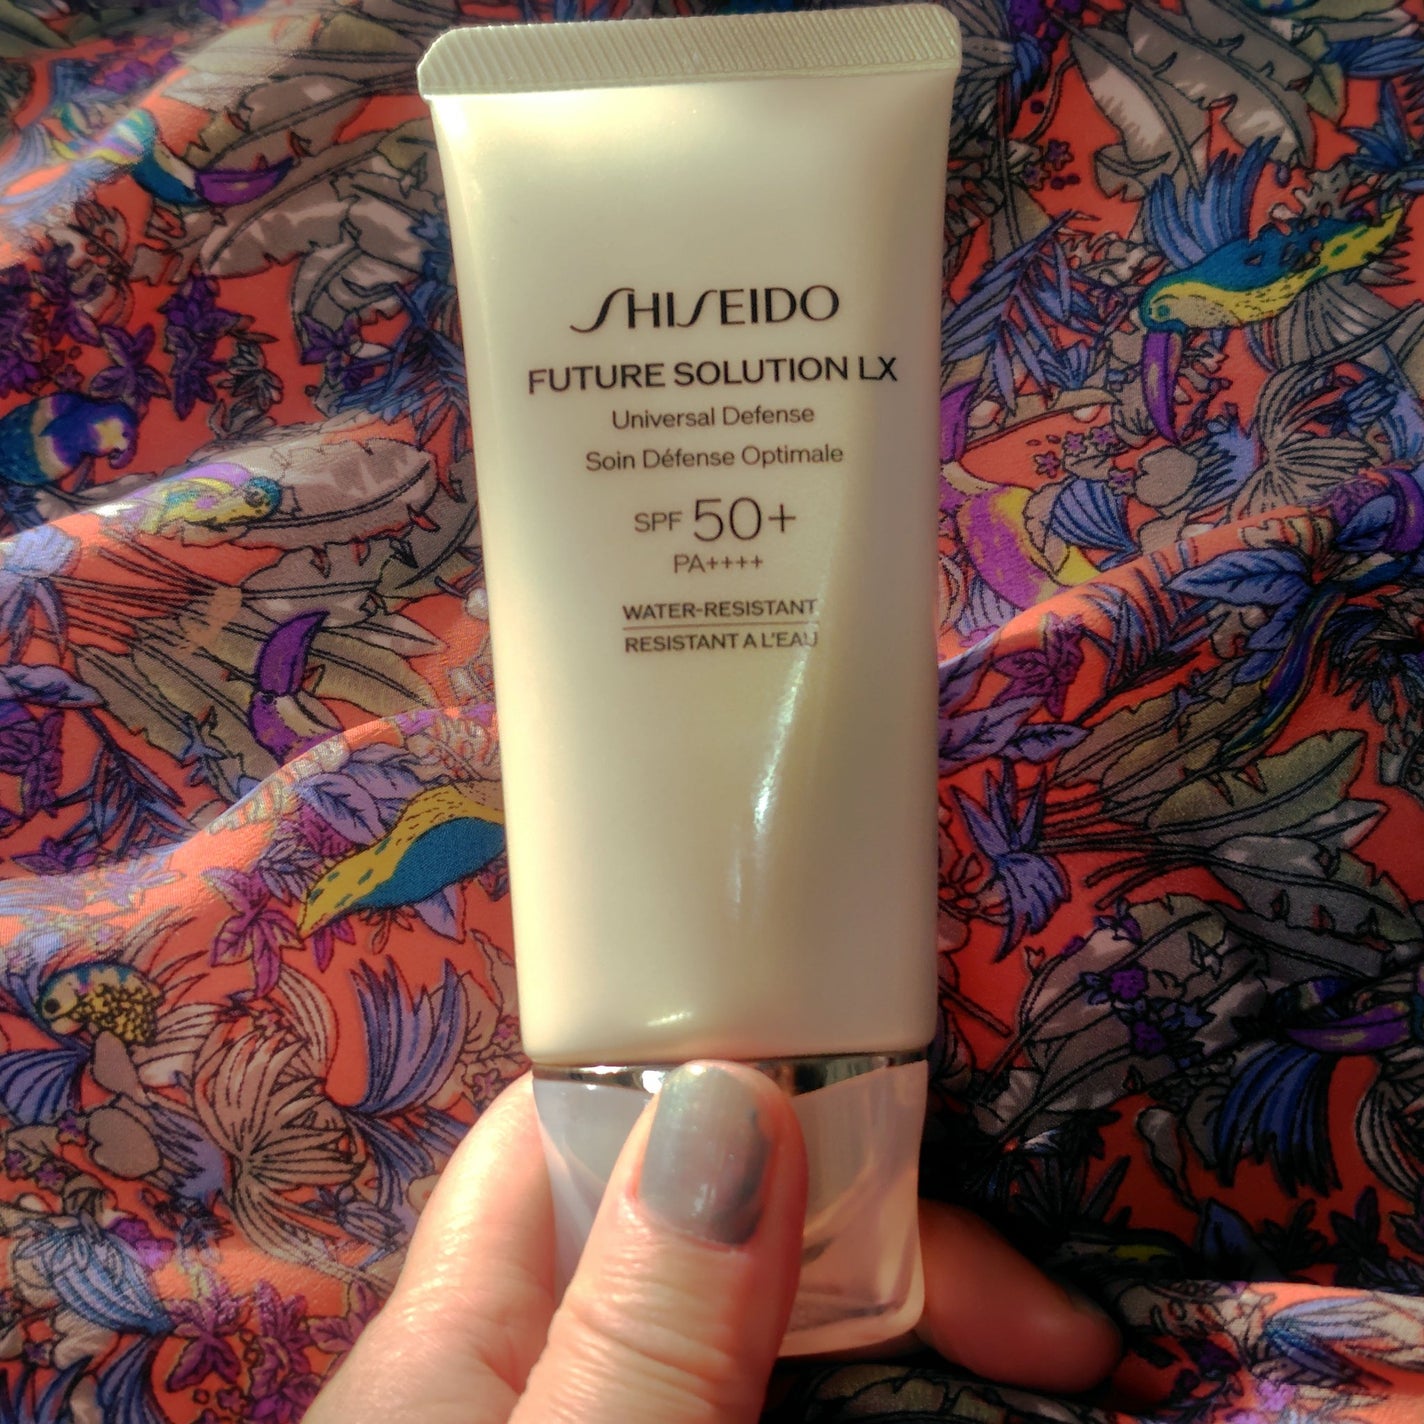 SHISEIDO
FUTURE SOLUTION LX
Universal Defense
Soin Défense Optimale
SPF 50+
PA++++
WATER-RESISTANT
RESISTANT A L'EAU